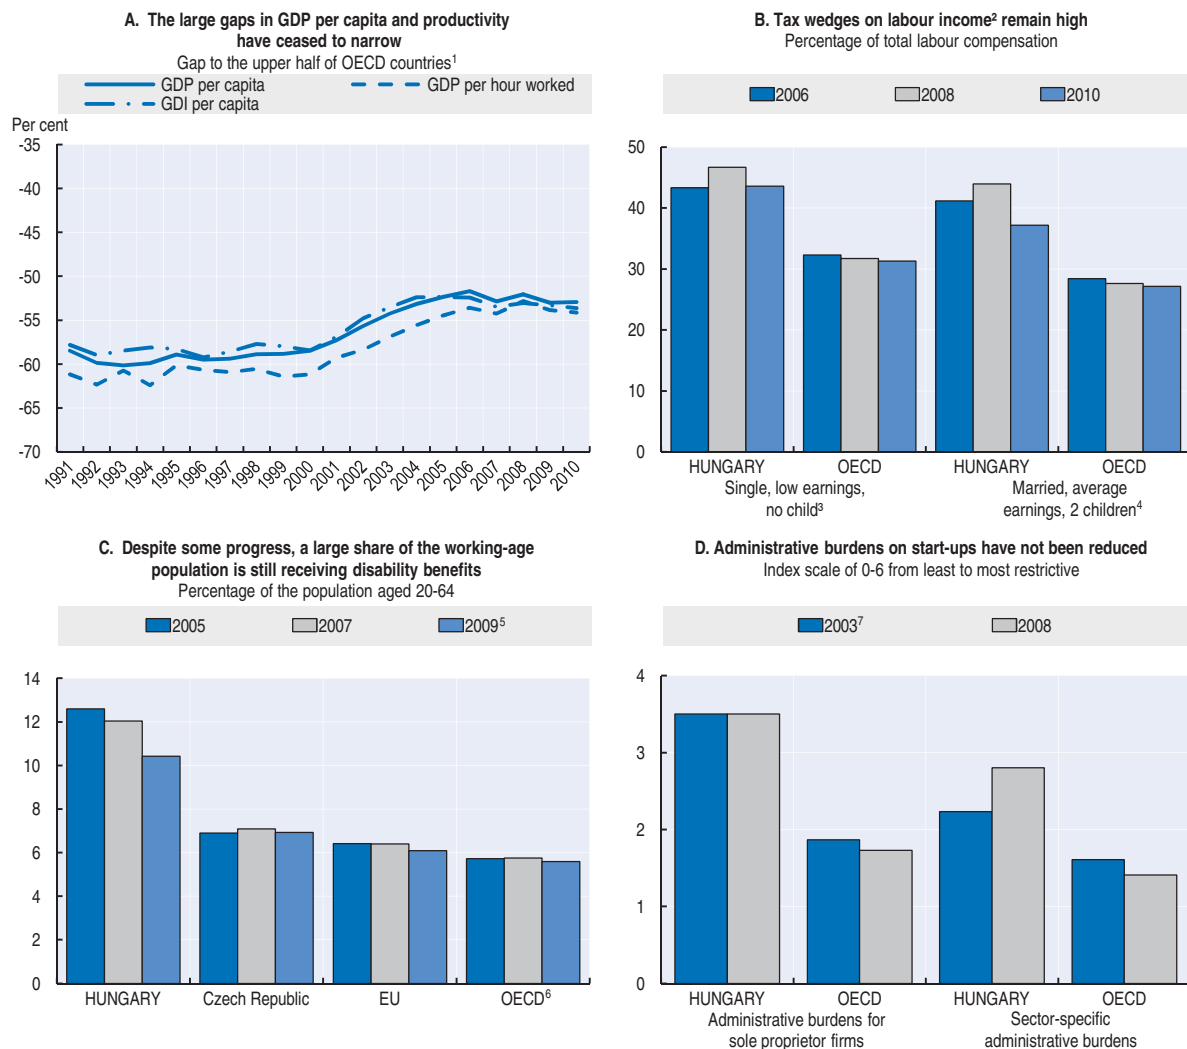 A. The large gaps in GDP per capita and productivity
have ceased to narrow
Gap to the upper half of OECD countries¹
GDP per capita
GDP per hour worked
GDI per capita
Per cent
-35
-40
-45
-50
-55
-60
-65
-70
1991 1992 1993 1994 1995 1996 1997 1998 1999 2000 2001 2002 2003 2004 2005 2006 2007 2008 2009 2010
B. Tax wedges on labour income² remain high
Percentage of total labour compensation
2006 2008 2010
50
40
30
20
10
0
HUNGARY OECD HUNGARY OECD
Single, low earnings,
no child³
Married, average
earnings, 2 children⁴
C. Despite some progress, a large share of the working-age
population is still receiving disability benefits
Percentage of the population aged 20-64
2005 2007 2009⁵
14
12
10
8
6
4
2
0
HUNGARY Czech Republic EU OECD⁶
D. Administrative burdens on start-ups have not been reduced
Index scale of 0-6 from least to most restrictive
2003⁷ 2008
4
3
2
1
0
HUNGARY OECD HUNGARY OECD
Administrative burdens for
sole proprietor firms
Sector-specific
administrative burdens